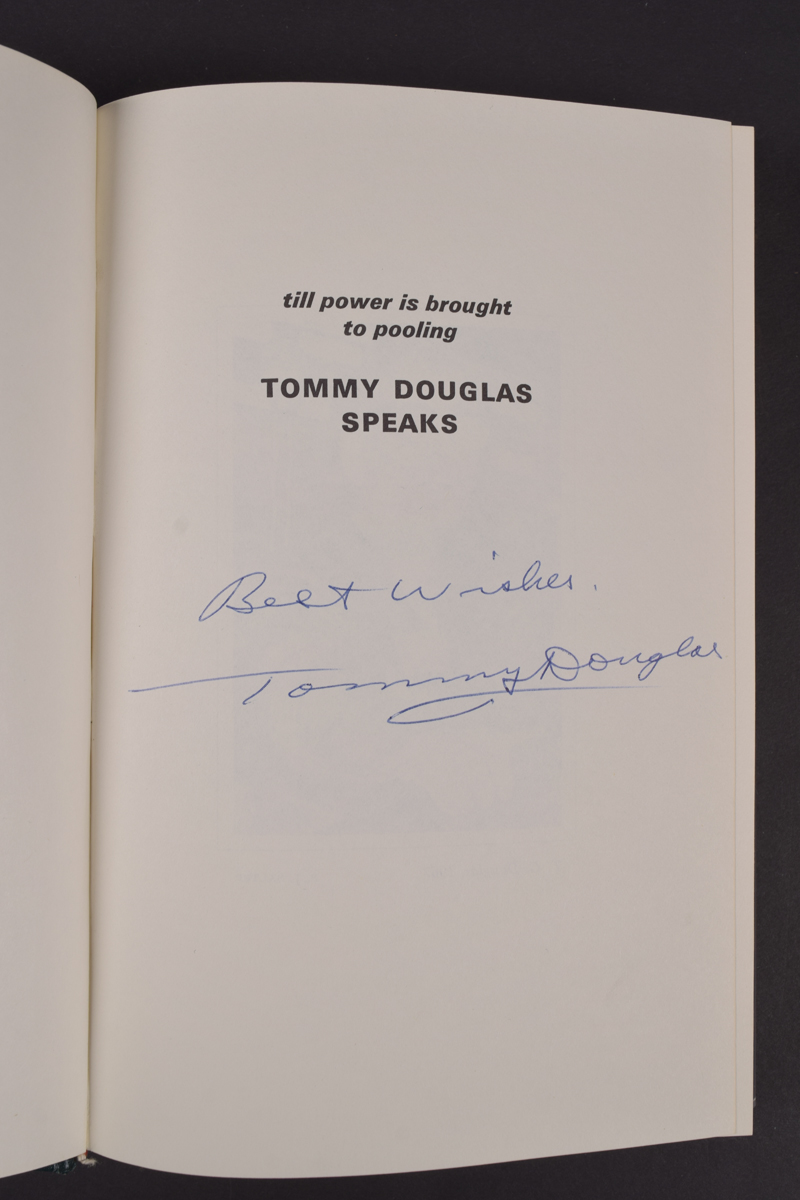 till power is brought
to pooling
TOMMY DOUGLAS
SPEAKS
Best Wishes.
Tommy Douglas